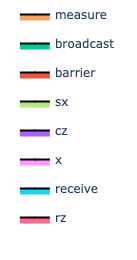 measure
broadcast
barrier
sx
cz
x
receive
rz